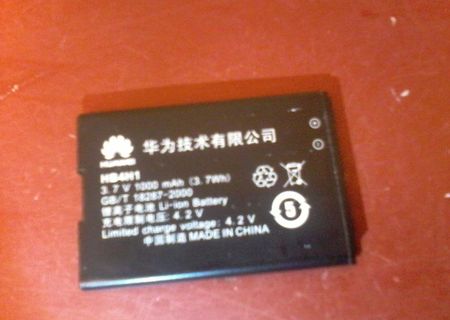 HUAWEI
华为技术有限公司
HB4H1
3.7 V 1000 mAh (3.7Wh)
GB/T 18287-2000
锂离子电池 Li-ion Battery
充电限制电压 4.2 V
Limited charge voltage: 4.2 V
中国制造 MADE IN CHINA
5